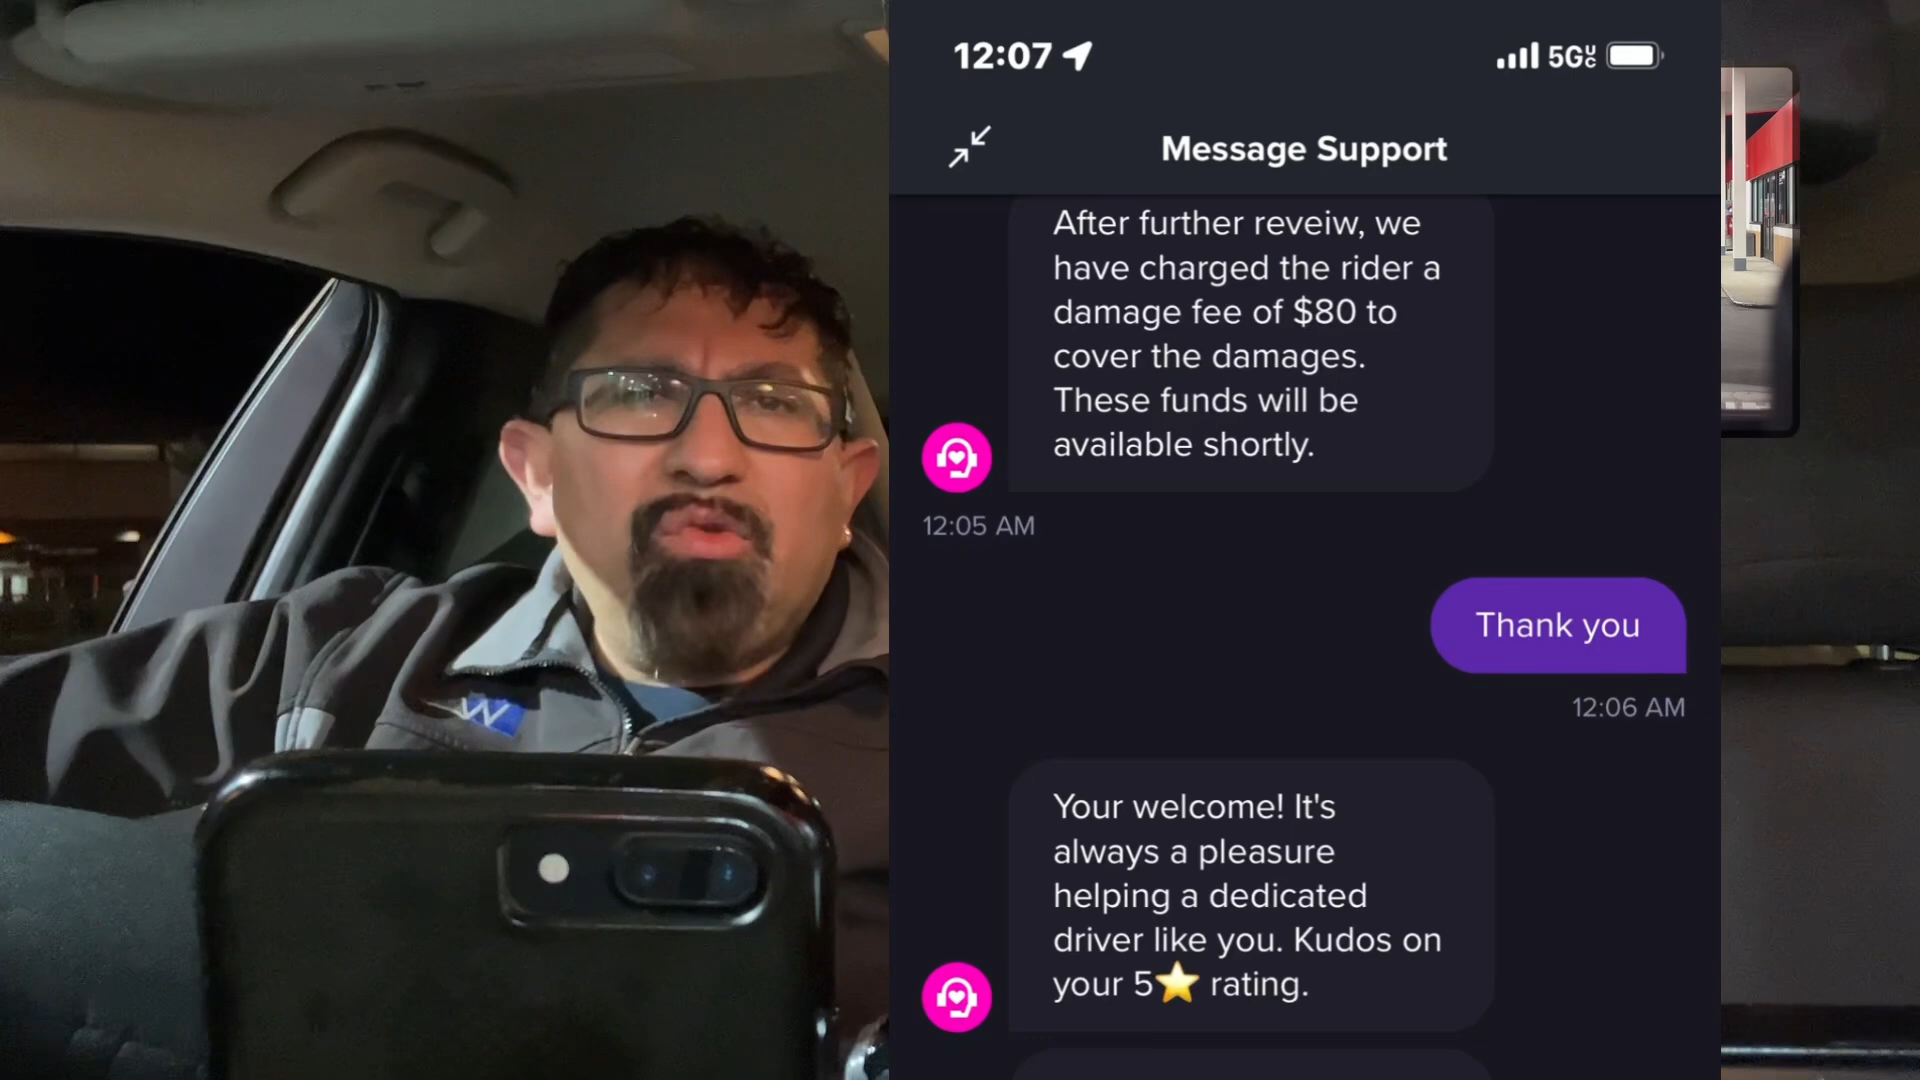 12:07
5G UC
Message Support
After further reveiw, we
have charged the rider a
damage fee of $80 to
cover the damages.
These funds will be
available shortly.
12:05 AM
Thank you
12:06 AM
Your welcome! It's
always a pleasure
helping a dedicated
driver like you. Kudos on
your 5⭐ rating.
W